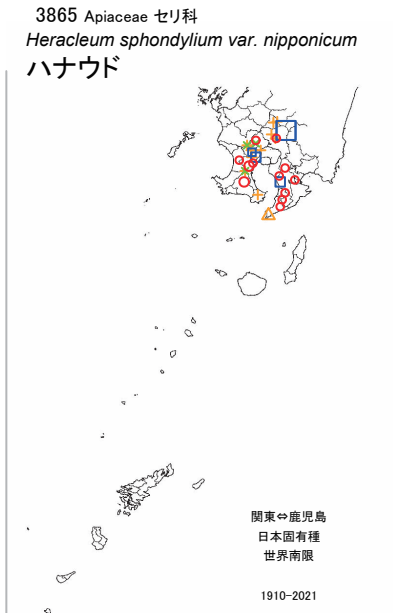 3865 Apiaceae セリ科
Heracleum sphondylium var. nipponicum
ハナウド
関東⇔鹿児島
日本固有種
世界南限
1910-2021